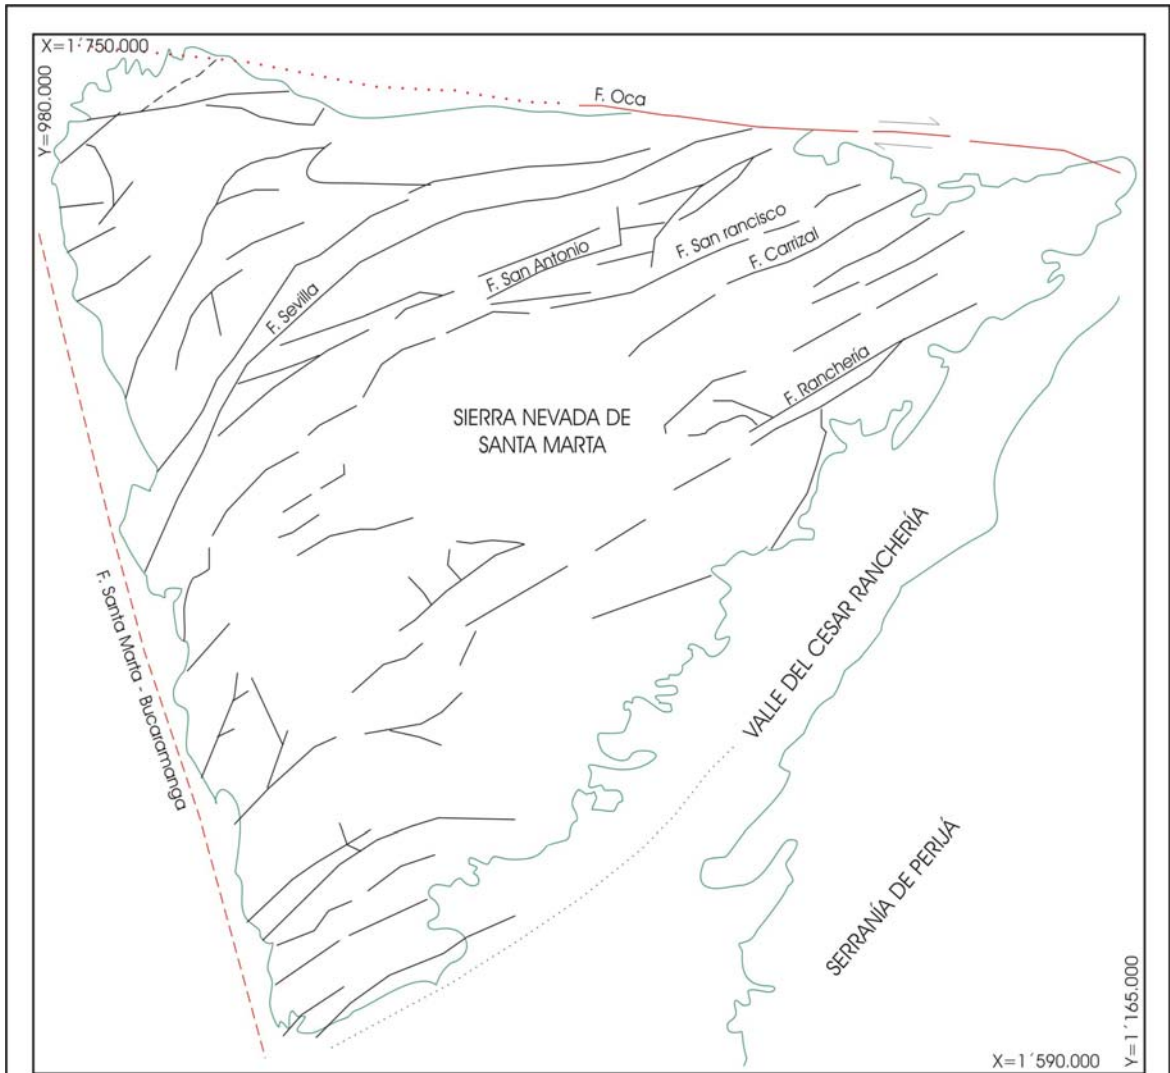 X=1´750.000
Y=980.000
F. Oca
F. San rancisco
F. San Antonio
F. Carrizal
F. Sevilla
F. Ranchería
SIERRA NEVADA DE
SANTA MARTA
F. Santa Marta - Bucaramanga
VALLE DEL CESAR RANCHERÍA
SERRANÍA DE PERIJÁ
Y=1´165.000
X=1´590.000